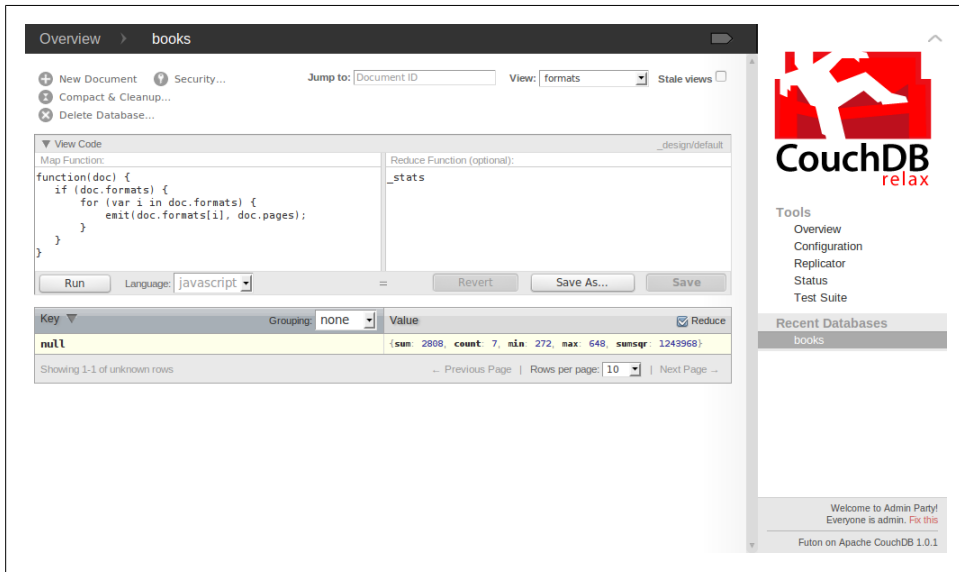 Overview books
New Document Security... Jump to: Document ID View: formats Stale views
Compact & Cleanup...
Delete Database...
View Code _design/default
Map Function: Reduce Function (optional):
function(doc) { _stats
if (doc.formats) {
for (var i in doc.formats) {
emit(doc.formats[i], doc.pages);
}
}
}
Run Language: javascript = Revert Save As... Save
Key Grouping: none Value Reduce
null {sum: 2808, count: 7, min: 272, max: 648, sumsqr: 1243968}
Showing 1-1 of unknown rows ← Previous Page | Rows per page: 10 | Next Page →
CouchDB
relax
Tools
Overview
Configuration
Replicator
Status
Test Suite
Recent Databases
books
Welcome to Admin Party!
Everyone is admin. Fix this
Futon on Apache CouchDB 1.0.1